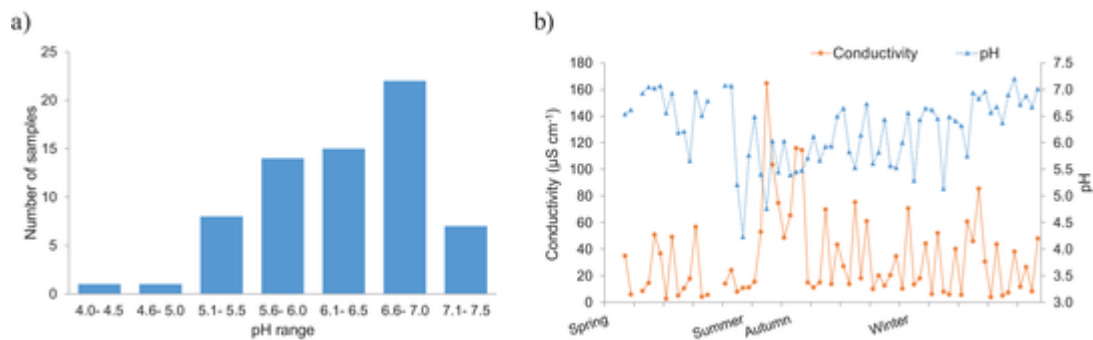 a)
25
20
15
10
5
0
Number of samples
4.0- 4.5 4.6- 5.0 5.1- 5.5 5.6- 6.0 6.1- 6.5 6.6- 7.0 7.1- 7.5
pH range
b)
Conductivity pH
180
160
140
120
100
80
60
40
20
0
Conductivity (µS cm⁻¹)
7.5
7.0
6.5
6.0
5.5
5.0
4.5
4.0
3.5
3.0
pH
Spring Summer Autumn Winter